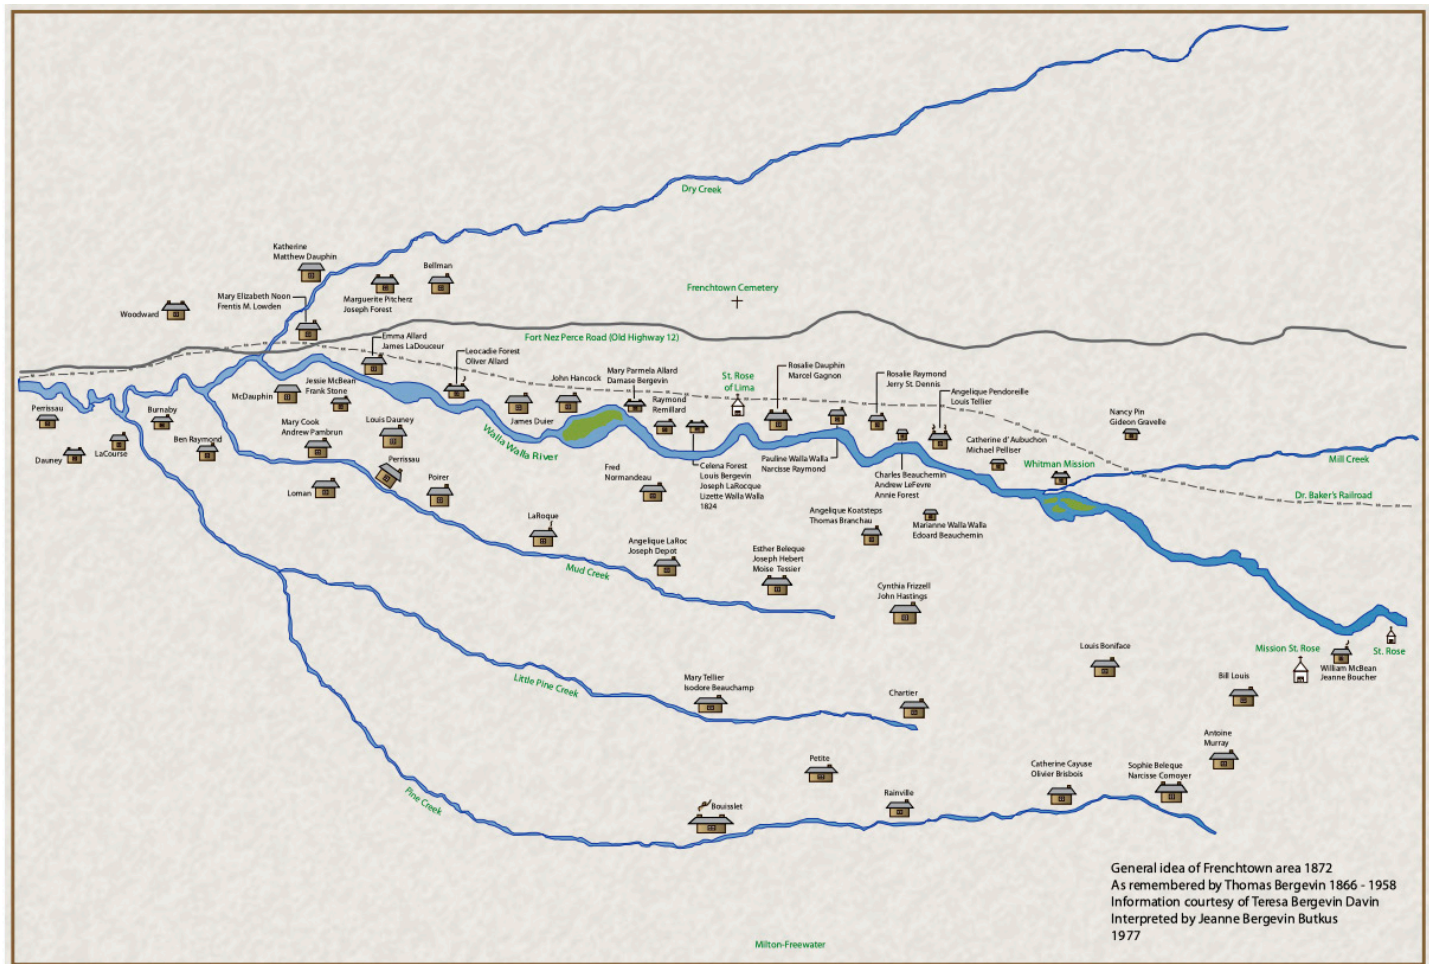 Dry Creek
Katherine
Matthew Dauphin
Bellman
Mary Elizabeth Noon
Frentis M. Lowden
Marguerite Pitcherz
Joseph Forest
Woodward
Frenchtown Cemetery
Fort Nez Perce Road (Old Highway 12)
Emma Allard
James LaDouceur
Leocadie Forest
Oliver Allard
John Hancock
Mary Parmela Allard
Damase Bergevin
St. Rose
of Lima
Rosalie Dauphin
Marcel Gagnon
Rosalie Raymond
Jerry St. Dennis
Angelique Pendoreille
Louis Tellier
McDauphin
Jessie McBean
Frank Stone
Raymond
Remillard
Perrissau
Burnaby
Nancy Pin
Gideon Gravelle
Mary Cook
Andrew Pambrun
Louis Dauney
James Duier
Walla Walla River
Ben Raymond
Dauney
LaCourse
Perrissau
Catherine d' Aubuchon
Michael Pellser
Pauline Walla Walla
Narcisse Raymond
Whitman Mission
Mill Creek
Loman
Poirer
Fred
Normandeau
Celena Forest
Louis Bergevin
Joseph LaRocque
Lizette Walla Walla
1824
Charles Beauchemin
Andrew LeFevre
Annie Forest
Dr. Baker's Railroad
LaRoque
Angelique Koatsteps
Thomas Branchau
Marianne Walla Walla
Edoard Beauchemin
Angelique LaRoc
Joseph Depot
Esther Beleque
Joseph Hebert
Moise Tessier
Mud Creek
Cynthia Frizzell
John Hastings
Louis Boniface
Mission St. Rose
St. Rose
William McBean
Jeanne Boucher
Little Pine Creek
Mary Tellier
Isodore Beauchamp
Chartier
Bill Louis
Antoine
Murray
Petite
Catherine Cayuse
Olivier Brisbois
Sophie Beleque
Narcisse Cornoyer
Pine Creek
Bouisslet
Rainville
General idea of Frenchtown area 1872
As remembered by Thomas Bergevin 1866 - 1958
Information courtesy of Teresa Bergevin Davin
Interpreted by Jeanne Bergevin Butkus
1977
Milton-Freewater